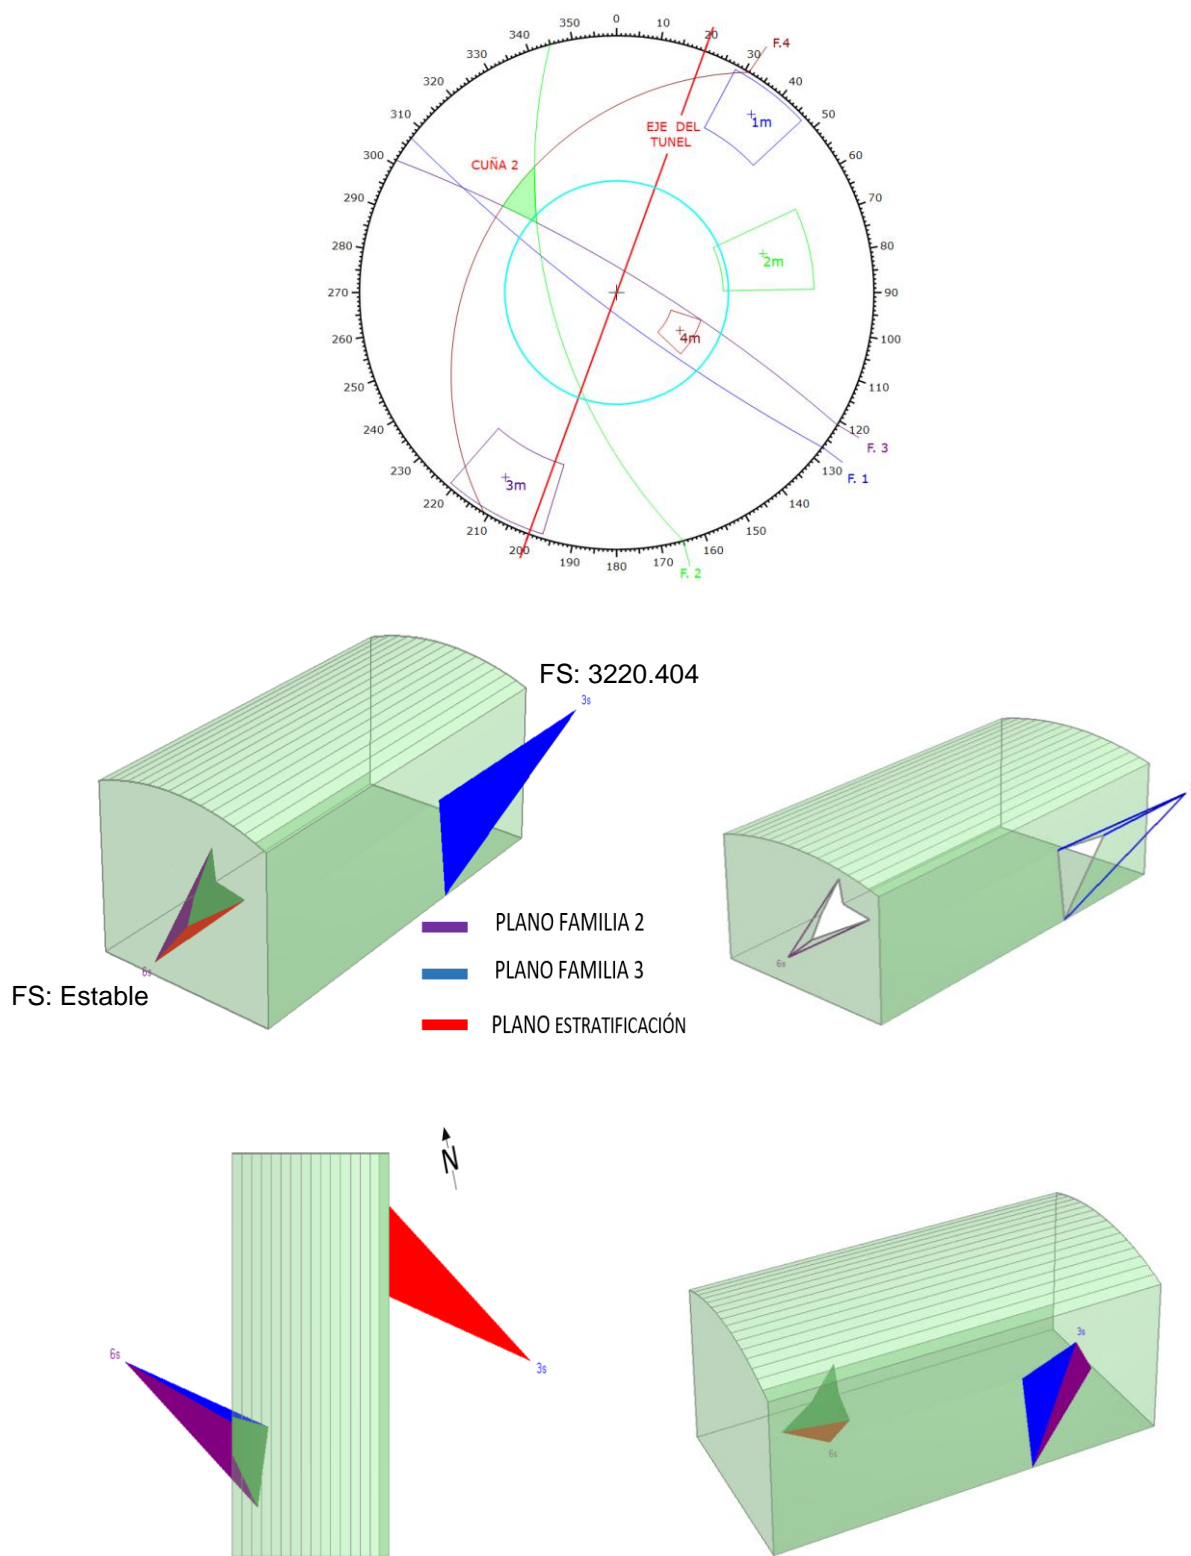 0
10
20
30
40
50
60
70
80
90
100
110
120
130
140
150
160
170
180
190
200
210
220
230
240
250
260
270
280
290
300
310
320
330
340
350
F.4
1m
EJE DEL
TUNEL
CUÑA 2
2m
4m
3m
F. 3
F. 1
F. 2
FS: 3220.404
3s
6s
FS: Estable
PLANO FAMILIA 2
PLANO FAMILIA 3
PLANO ESTRATIFICACIÓN
6s
N
6s
3s
3s
6s